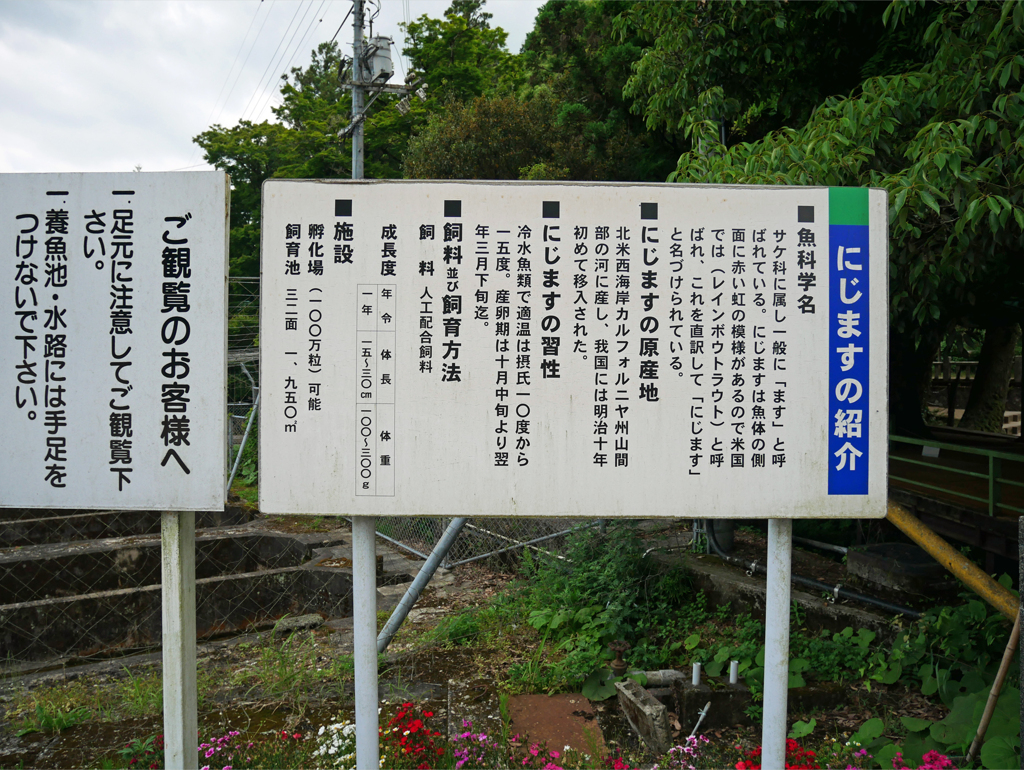 にじますの紹介
■魚科学名
サケ科に属し一般に「ます」と呼
ばれている。にじますは魚体の側
面に赤い虹の模様があるので米国
では(レインボウトラウト)と呼
ばれ、これを直訳して「にじます」
と名づけられている。
■にじますの原産地
北米西海岸カルフォルニヤ州山間
部の河に産し、我国には明治十年
初めて移入された。
■にじますの習性
冷水魚類で適温は摂氏一〇度から
一五度。産卵期は十月中旬より翌
年三月下旬迄。
■飼料並び飼育方法
飼料 人工配合飼料
成長度
年令 体長 体重
一年 一五〜三〇cm 一〇〇〜三〇〇g
■施設
孵化場 (一〇〇万粒)可能
飼育池 三二面 一、九五〇㎡
ご観覧のお客様へ
一.足元に注意してご観覧下
さい。
一.養魚池・水路には手足を
つけないで下さい。